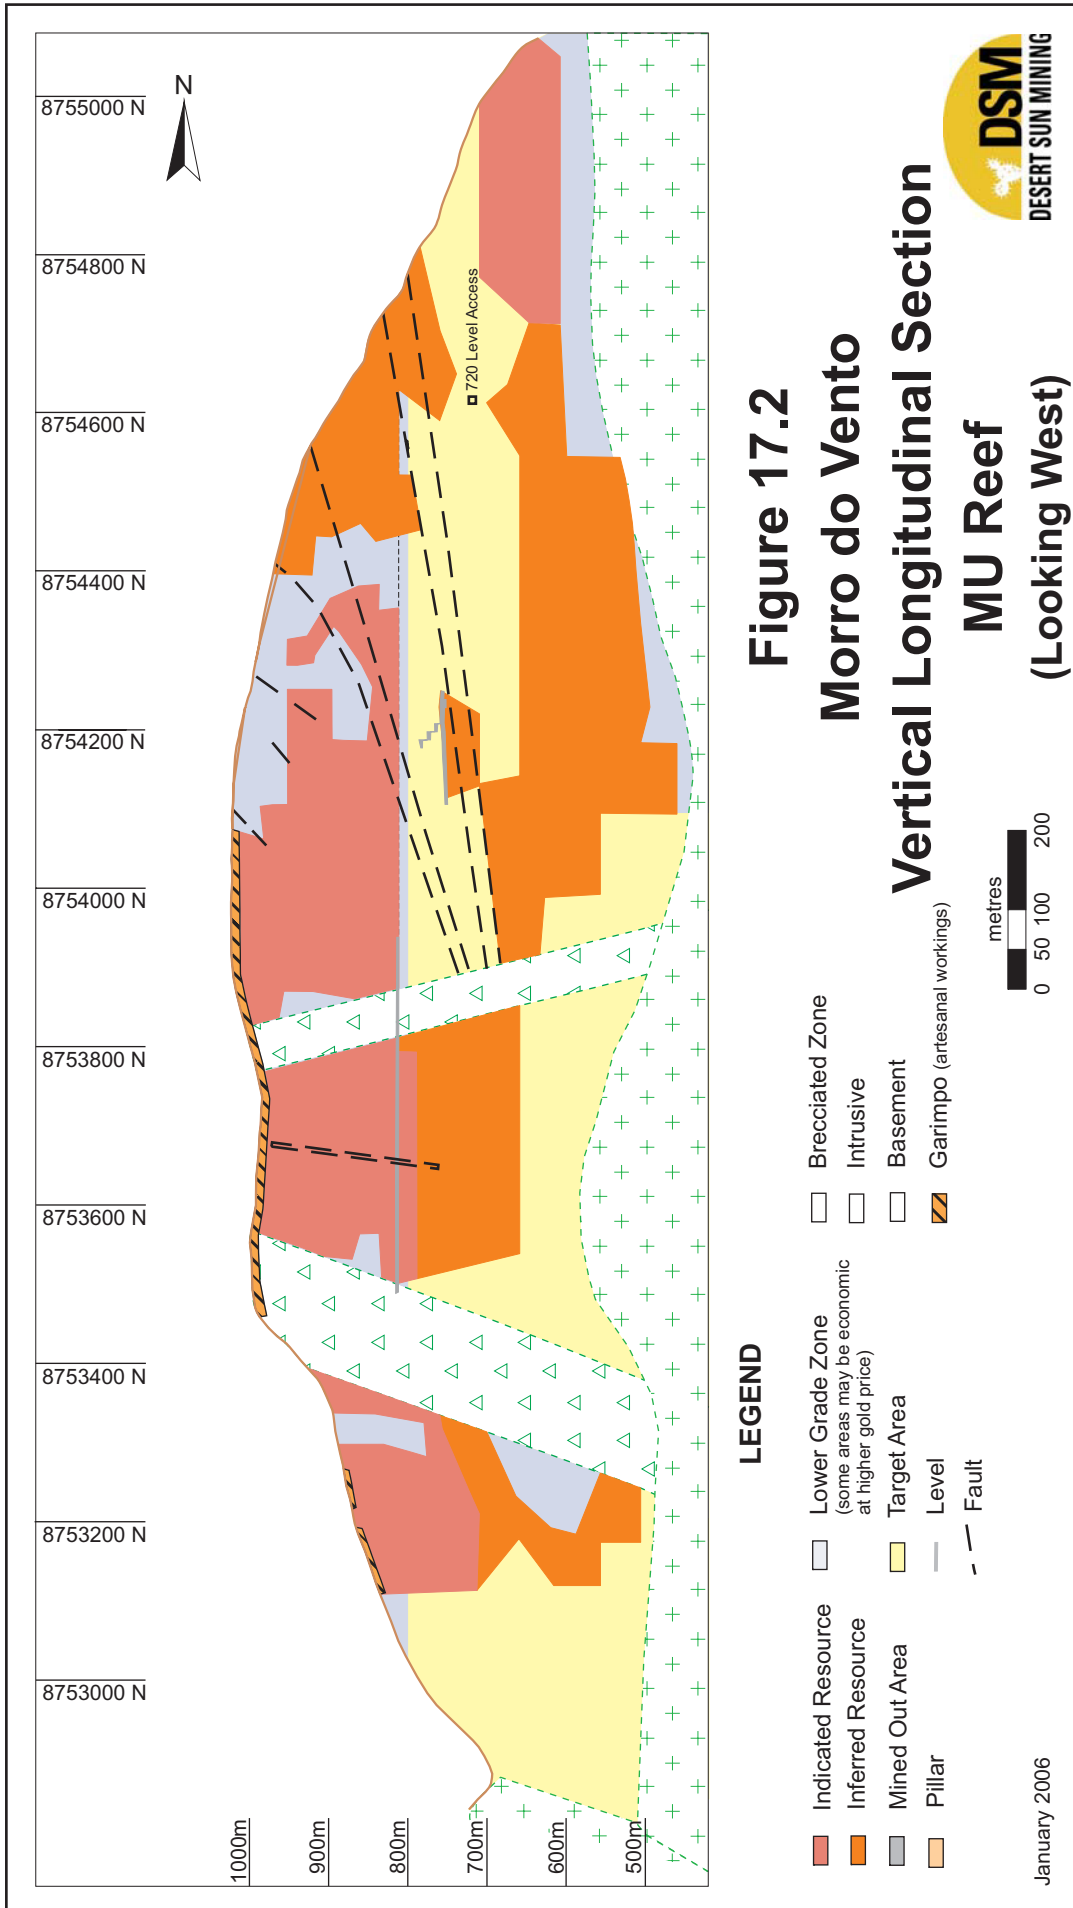 8753000 N
8753200 N
8753400 N
8753600 N
8753800 N
8754000 N
8754200 N
8754400 N
8754600 N
8754800 N
8755000 N
N
1000m
900m
800m
700m
600m
500m
720 Level Access
Figure 17.2
Morro do Vento
Vertical Longitudinal Section
MU Reef
(Looking West)
LEGEND
Indicated Resource
Inferred Resource
Mined Out Area
Pillar
Lower Grade Zone
(some areas may be economic
at higher gold price)
Target Area
Level
Fault
Brecciated Zone
Intrusive
Basement
Garimpo (artesanal workings)
metres
0 50 100 200
DSM
DESERT SUN MINING
January 2006